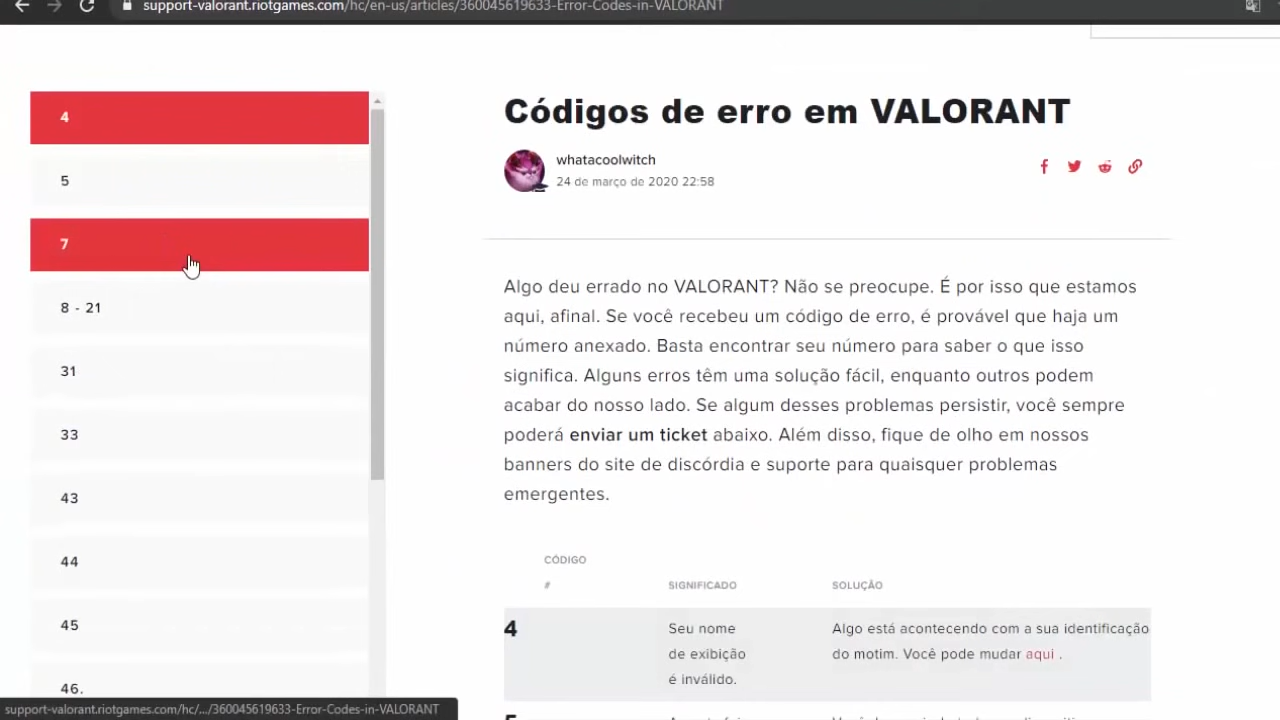 support-valorant.riotgames.com/hc/en-us/articles/360045619633-Error-Codes-in-VALORANT
4
5
7
8 - 21
31
33
43
44
45
46.
Códigos de erro em VALORANT
whatacoolwitch
24 de março de 2020 22:58
Algo deu errado no VALORANT? Não se preocupe. É por isso que estamos
aqui, afinal. Se você recebeu um código de erro, é provável que haja um
número anexado. Basta encontrar seu número para saber o que isso
significa. Alguns erros têm uma solução fácil, enquanto outros podem
acabar do nosso lado. Se algum desses problemas persistir, você sempre
poderá enviar um ticket abaixo. Além disso, fique de olho em nossos
banners do site de discórdia e suporte para quaisquer problemas
emergentes.
CÓDIGO
# SIGNIFICADO SOLUÇÃO
4 Seu nome Algo está acontecendo com a sua identificação
de exibição do motim. Você pode mudar aqui .
é inválido.
support-valorant.riotgames.com/hc/.../360045619633-Error-Codes-in-VALORANT